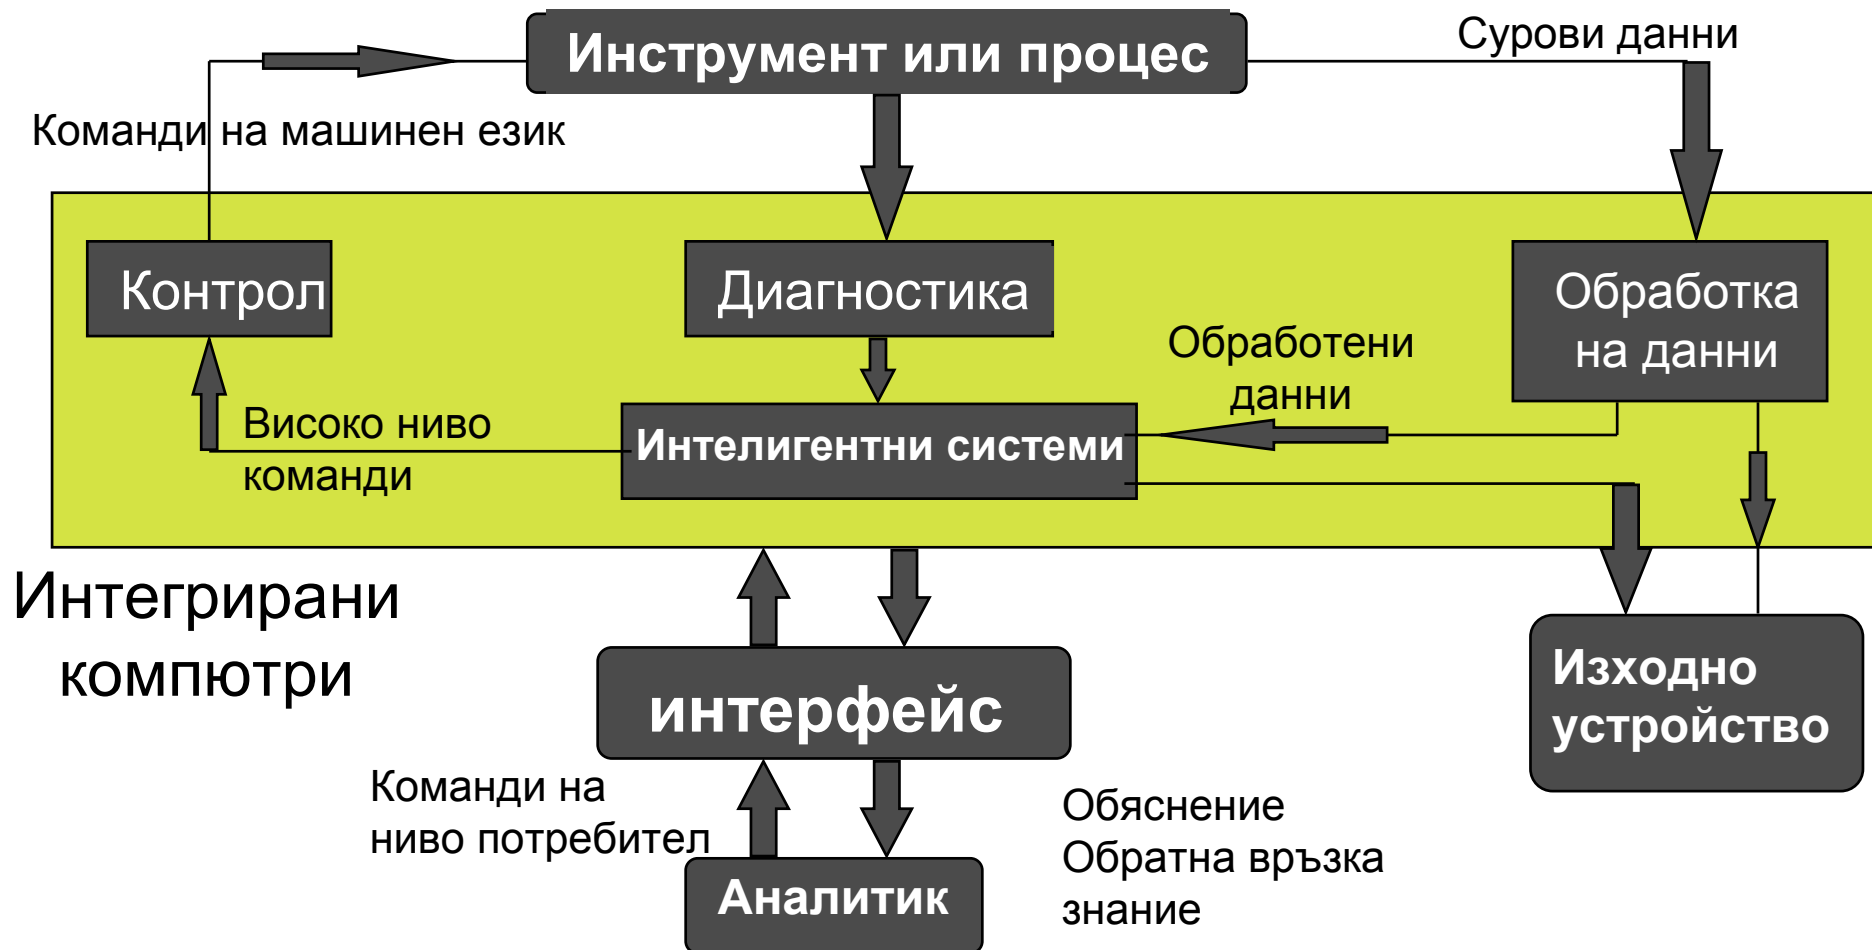 Инструмент или процес
Сурови данни
Команди на машинен език
Контрол
Диагностика
Обработка
на данни
Обработени
данни
Високо ниво
команди
Интелигентни системи
Интегрирани
компютри
интерфейс
Изходно
устройство
Команди на
ниво потребител
Обяснение
Обратна връзка
знание
Аналитик